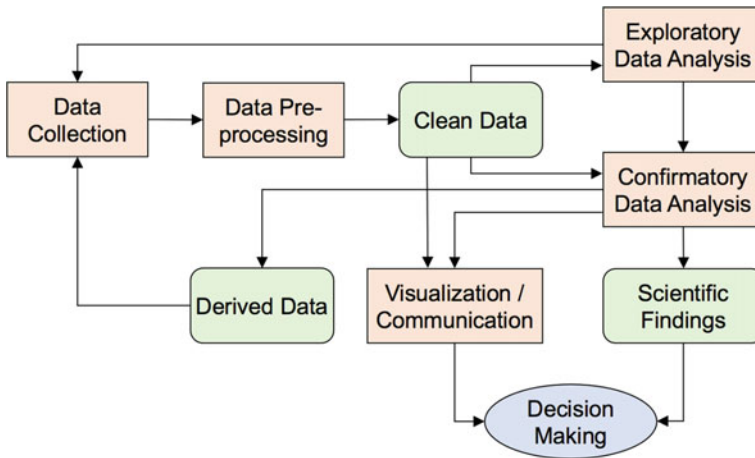 Exploratory
Data Analysis
Data
Collection
Data Pre-
processing
Clean Data
Confirmatory
Data Analysis
Derived Data
Visualization /
Communication
Scientific
Findings
Decision
Making